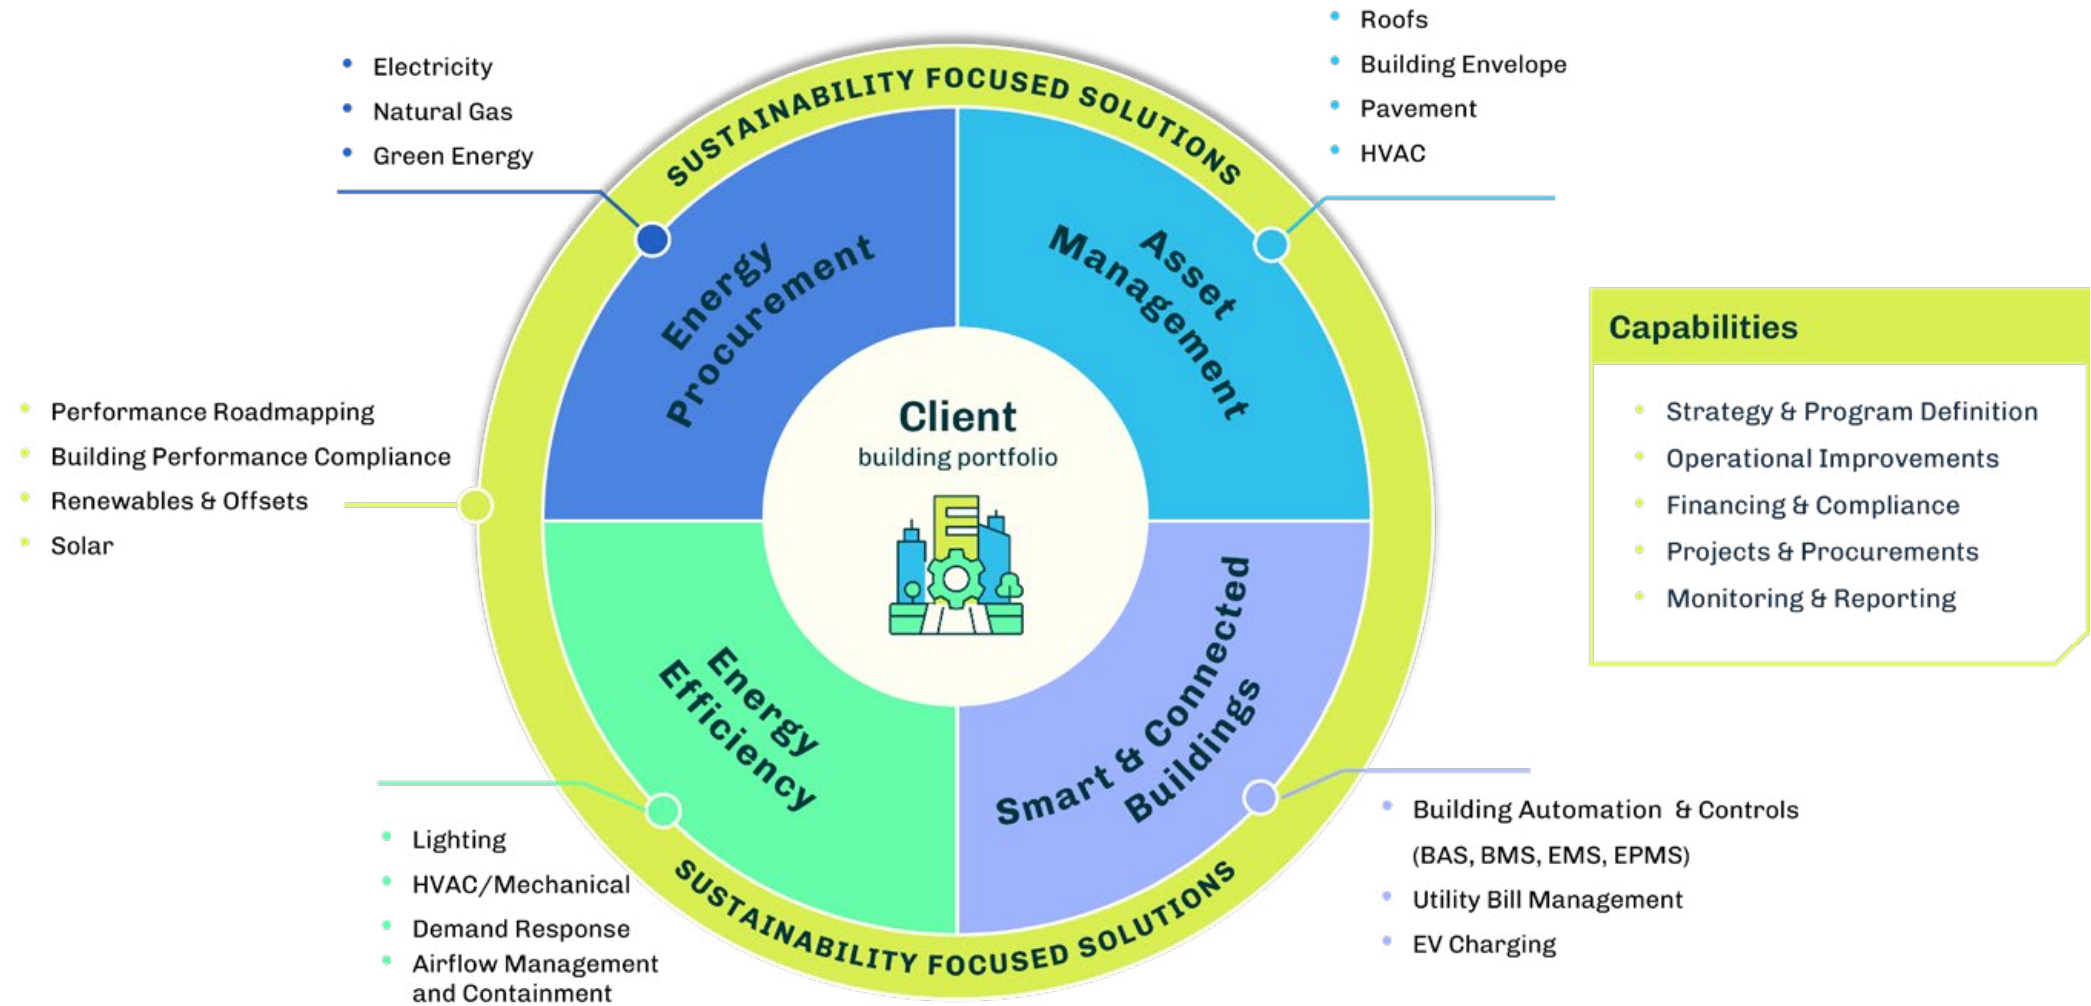 Electricity
Natural Gas
Green Energy
Roofs
Building Envelope
Pavement
HVAC
SUSTAINABILITY FOCUSED SOLUTIONS
Energy
Procurement
Asset
Management
Client
building portfolio
Performance Roadmapping
Building Performance Compliance
Renewables & Offsets
Solar
Capabilities
Strategy & Program Definition
Operational Improvements
Financing & Compliance
Projects & Procurements
Monitoring & Reporting
Energy
Efficiency
Smart & Connected
Buildings
Lighting
HVAC/Mechanical
Demand Response
Airflow Management
and Containment
Building Automation & Controls
(BAS, BMS, EMS, EPMS)
Utility Bill Management
EV Charging
SUSTAINABILITY FOCUSED SOLUTIONS